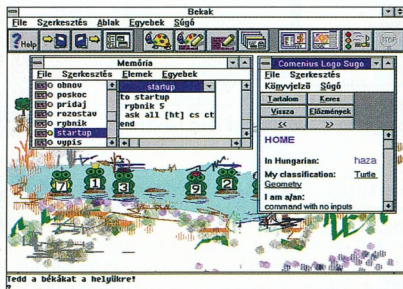 Bekak
File Szerkesztés Ablak Egyebek Súgó
Help
STOP
Memória
File Szerkesztés Elemek Egyebek
obnov
poskoc
pridaj
rozostav
rybnik
startup
vypis
startup
to startup
rybnik 5
ask all [ht] cs ct
end
Comenius Logo Sugo
File Szerkesztés
Könyvjelző Súgó
Tartalom Keres
Vissza Előzmények
<< >>
HOME
In Hungarian: haza
My classification: Turtle
Geometry
I am a/an:
command with no inputs
7 1 3 9 2
Tedd a békákat a helyükre!
?